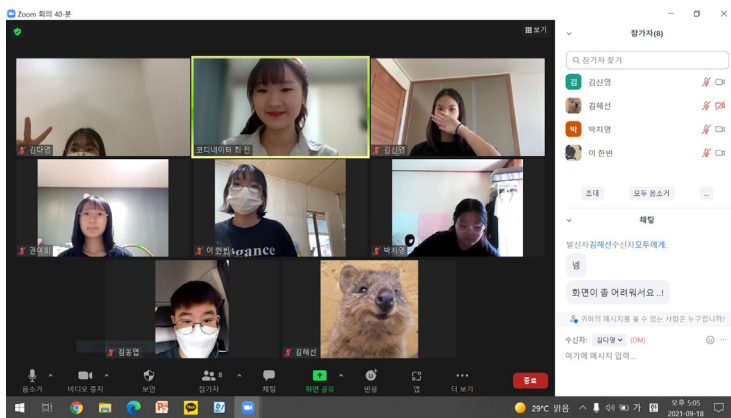 Zoom 회의 40-분
보기
김다영
코디네이터 최 진
김신영
권여희
이 한빈
박지영
김동엽
김해선
gance
참가자(8)
참가자 찾기
김 김신영
김해선
박 박지영
이 한빈
초대
모두 음소거
...
채팅
발신자김해선수신자모두에게:
넴
화면이 좀 어려워서요 ..!
귀하의 메시지를 볼 수 있는 사람은 누구입니까?
수신자: 김다영 (DM)
여기에 메시지 입력...
음소거
비디오 중지
보안
8
참가자
채팅
화면 공유
반응
앱
더 보기
종료
29°C 맑음
가
오후 5:05
2021-09-18